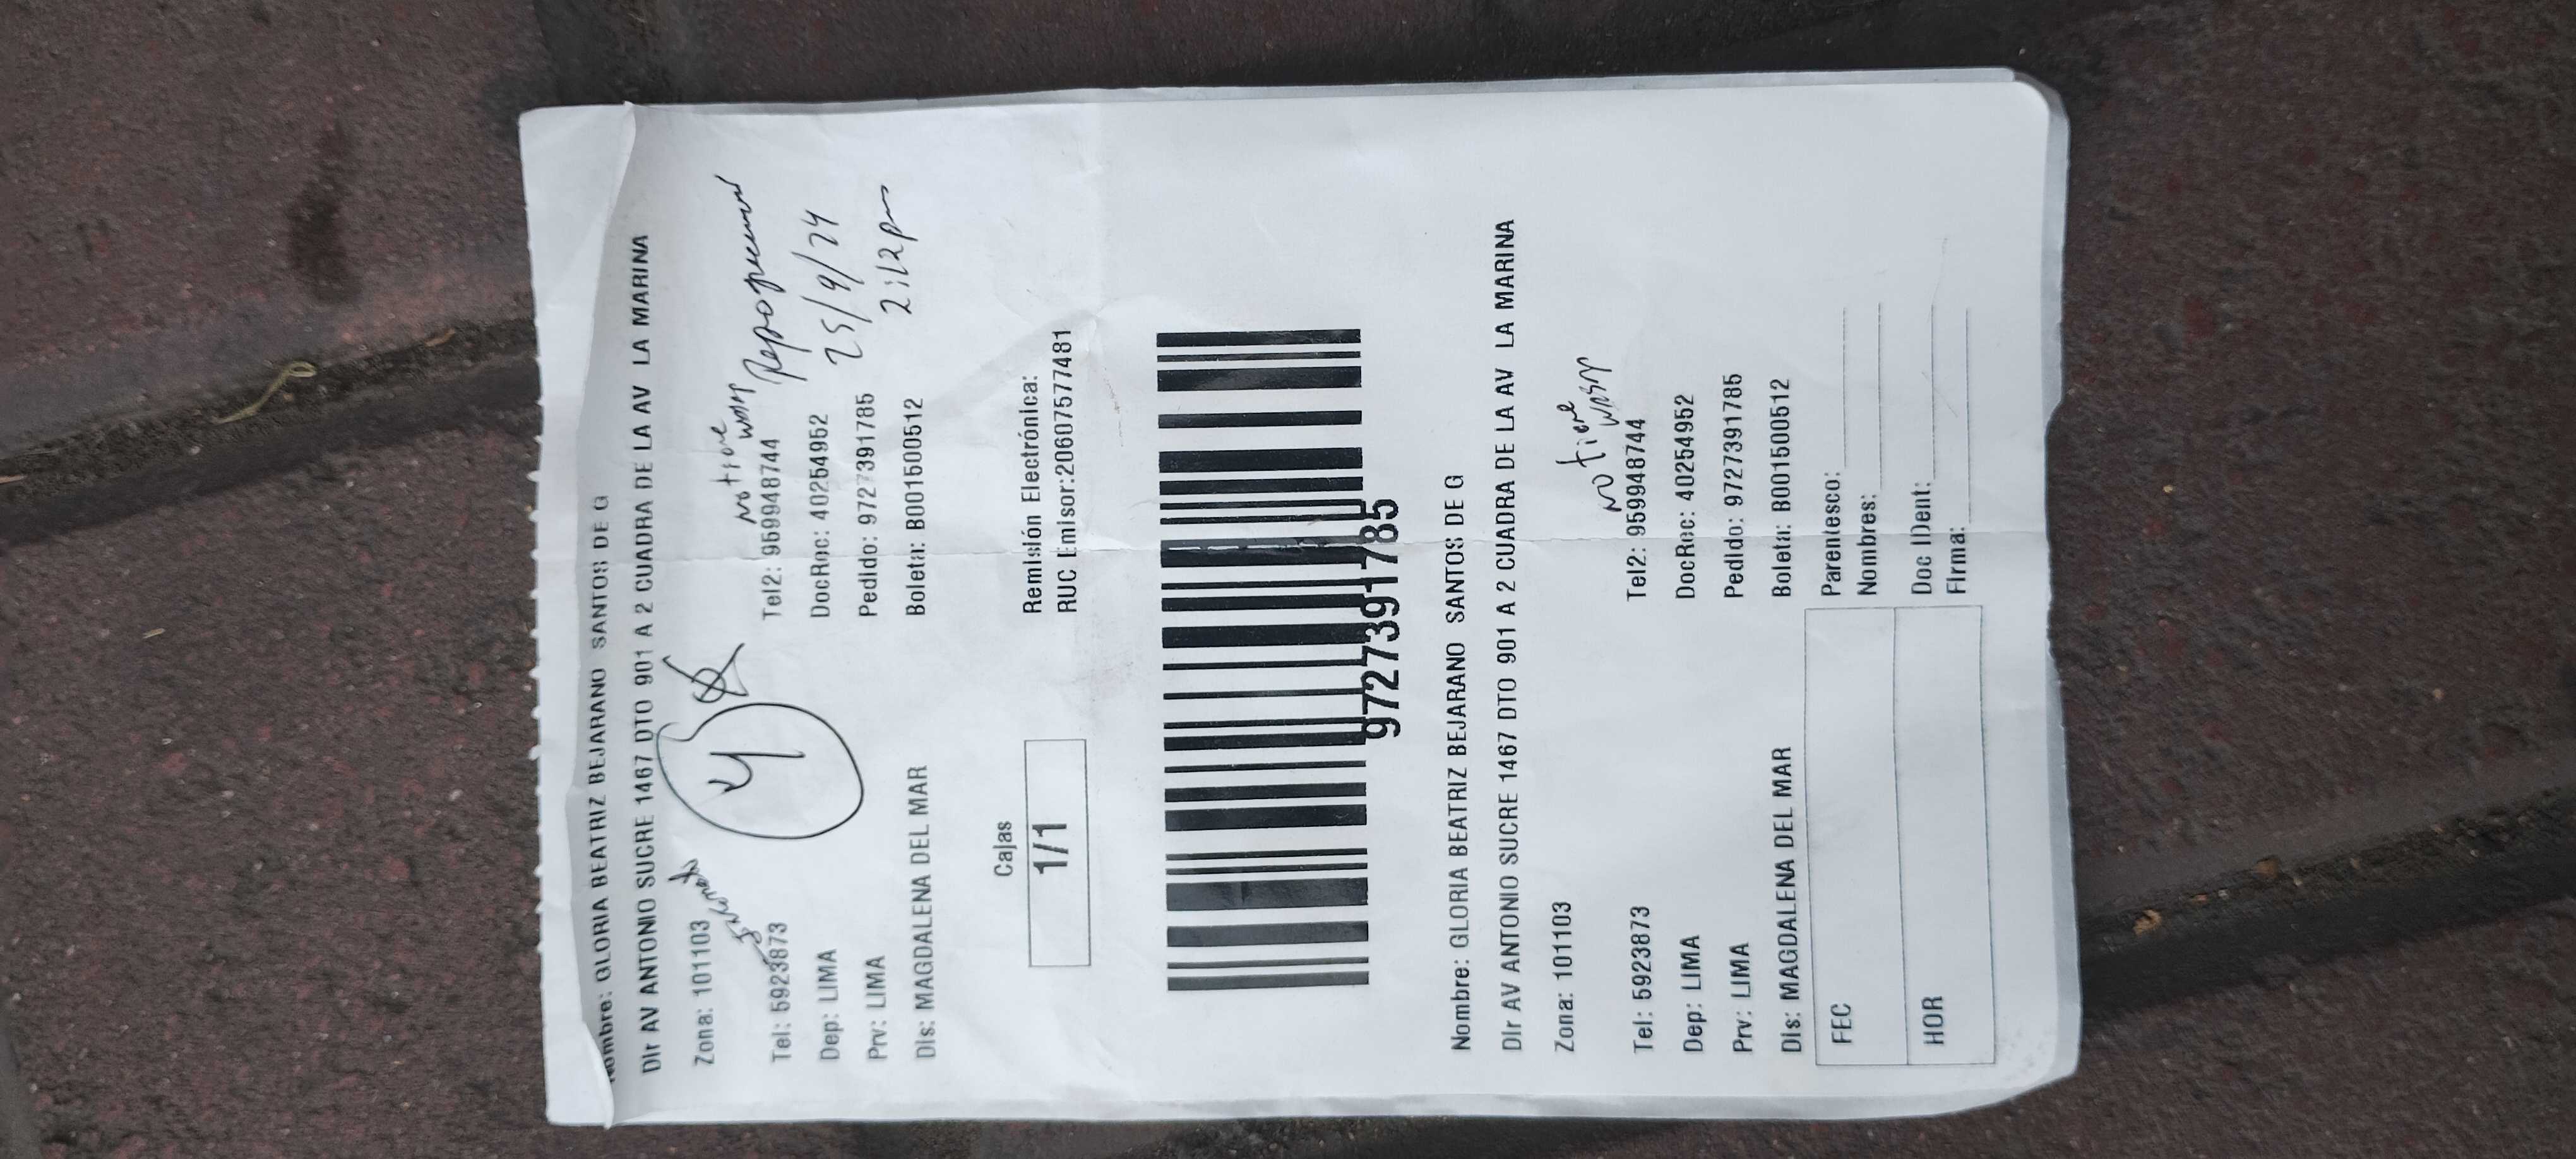 Nombre: GLORIA BEATRIZ BEJARANO SANTOS DE G
DIr AV ANTONIO SUCRE 1467 DTO 901 A 2 CUADRA DE LA AV LA MARINA
Zona: 101103
No tiene
WASP
Tel: 5923873 Tel2: 959948744
Dep: LIMA DocRec: 40254952
25/9/24
Prv: LIMA Pedido: 9727391785
2:12pm
DIs: MAGDALENA DEL MAR Boleta: B001500512
Cajas
1/1
Remisión Electrónica:
RUC Emisor:20607577481
9727391785
Nombre: GLORIA BEATRIZ BEJARANO SANTOS DE G
DIr AV ANTONIO SUCRE 1467 DTO 901 A 2 CUADRA DE LA AV LA MARINA
Zona: 101103
No tiene
WASP
Tel: 5923873 Tel2: 959948744
Dep: LIMA DocRec: 40254952
Prv: LIMA Pedido: 9727391785
DIs: MAGDALENA DEL MAR Boleta: B001500512
FEC
Parentesco:
Nombres:
HOR
Doc IDent:
Firma: